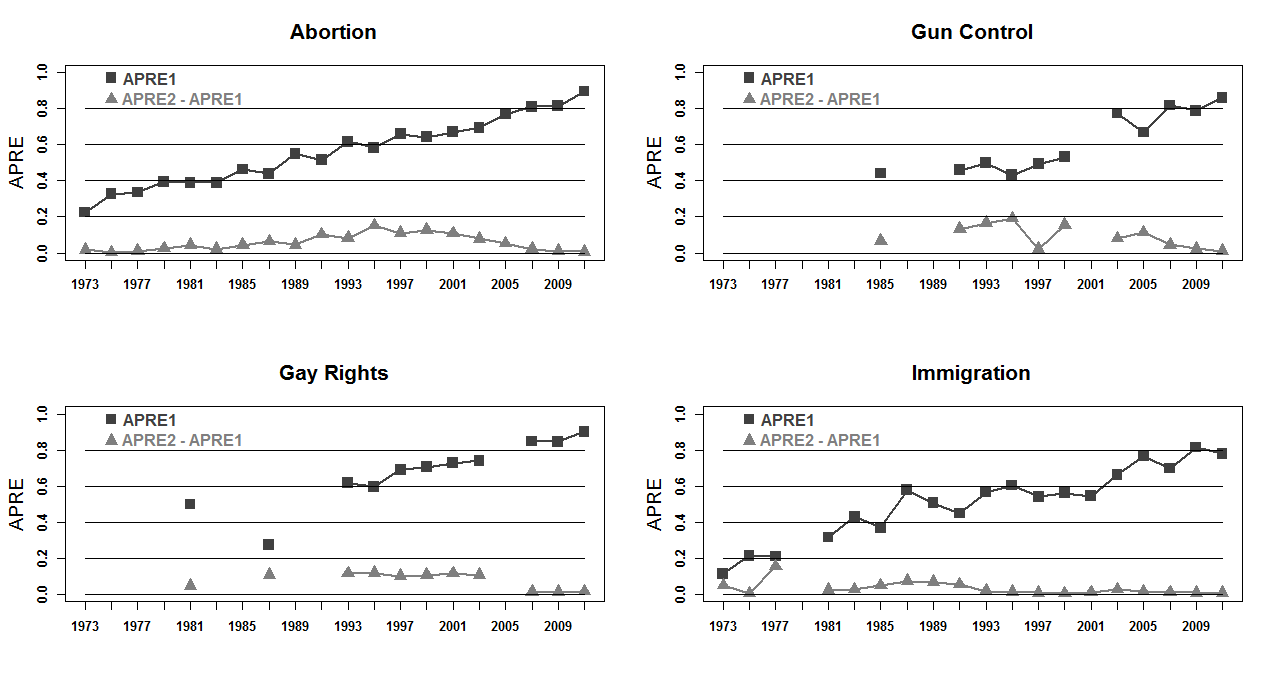 Abortion
APRE1
APRE2 - APRE1
APRE
1.0
0.8
0.6
0.4
0.2
0.0
1973 1977 1981 1985 1989 1993 1997 2001 2005 2009
Gun Control
APRE1
APRE2 - APRE1
APRE
1.0
0.8
0.6
0.4
0.2
0.0
1973 1977 1981 1985 1989 1993 1997 2001 2005 2009
Gay Rights
APRE1
APRE2 - APRE1
APRE
1.0
0.8
0.6
0.4
0.2
0.0
1973 1977 1981 1985 1989 1993 1997 2001 2005 2009
Immigration
APRE1
APRE2 - APRE1
APRE
1.0
0.8
0.6
0.4
0.2
0.0
1973 1977 1981 1985 1989 1993 1997 2001 2005 2009